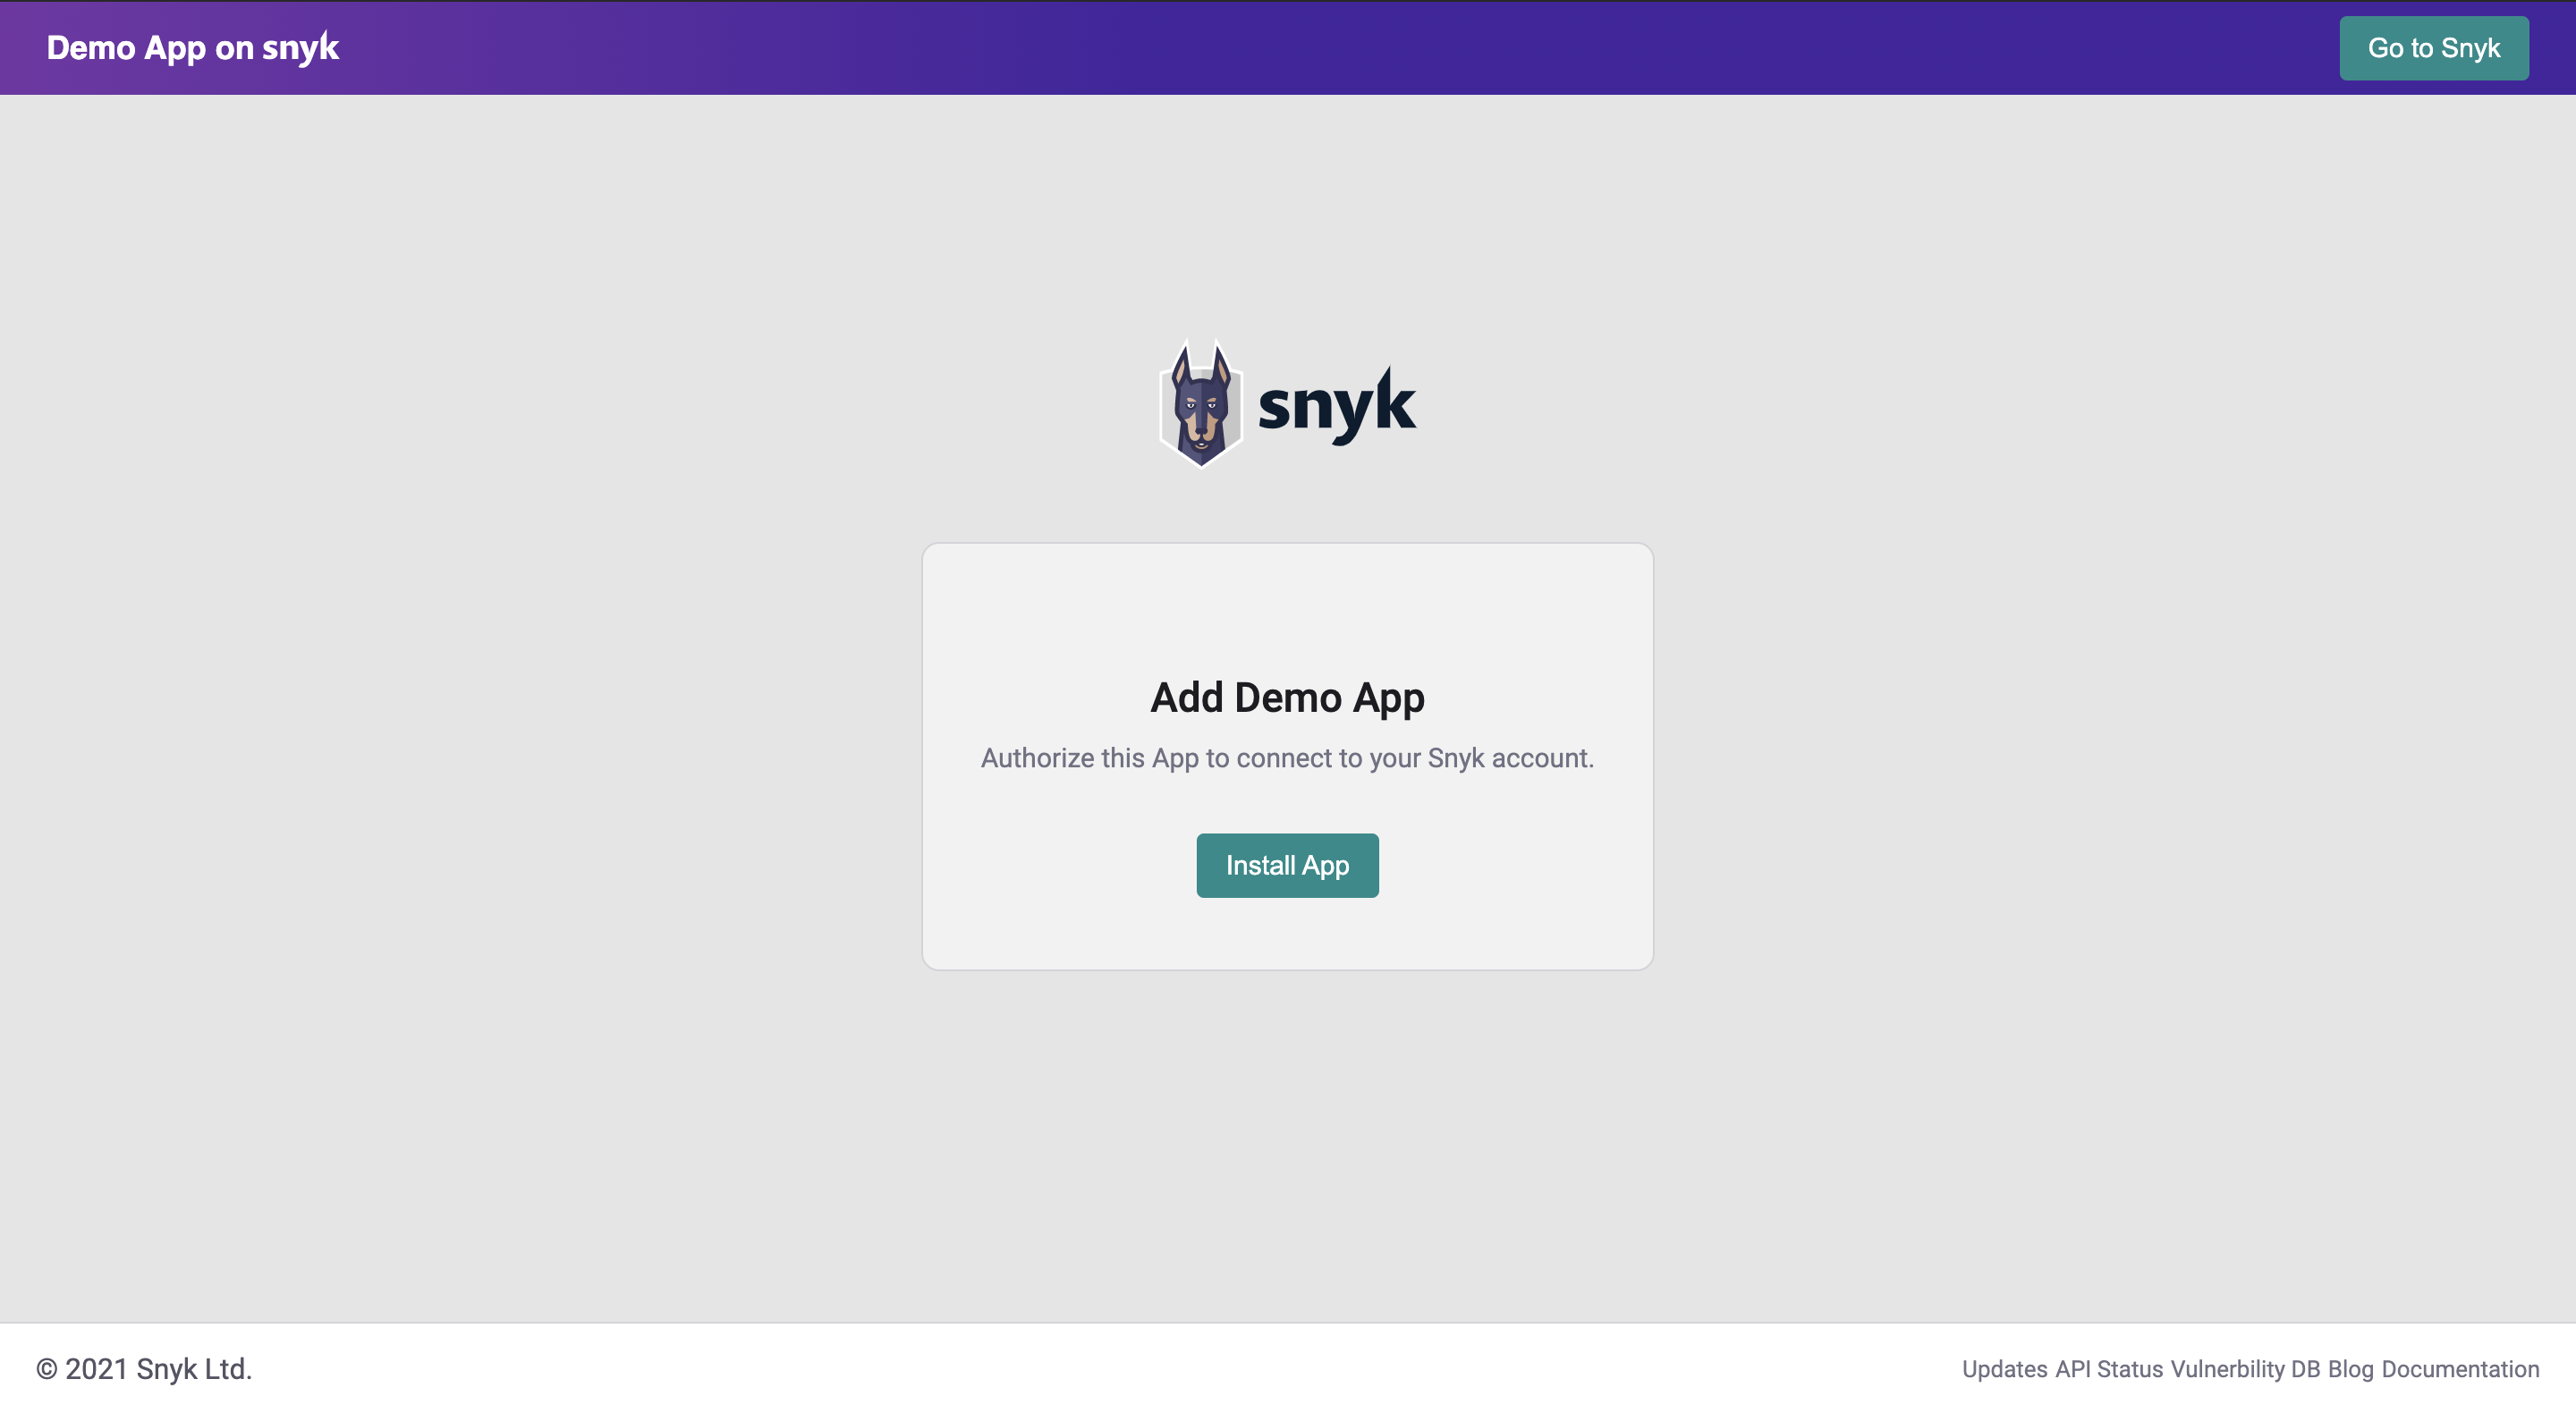 Demo App on snyk
Go to Snyk
snyk
Add Demo App
Authorize this App to connect to your Snyk account.
Install App
© 2021 Snyk Ltd.
Updates API Status Vulnerbility DB Blog Documentation